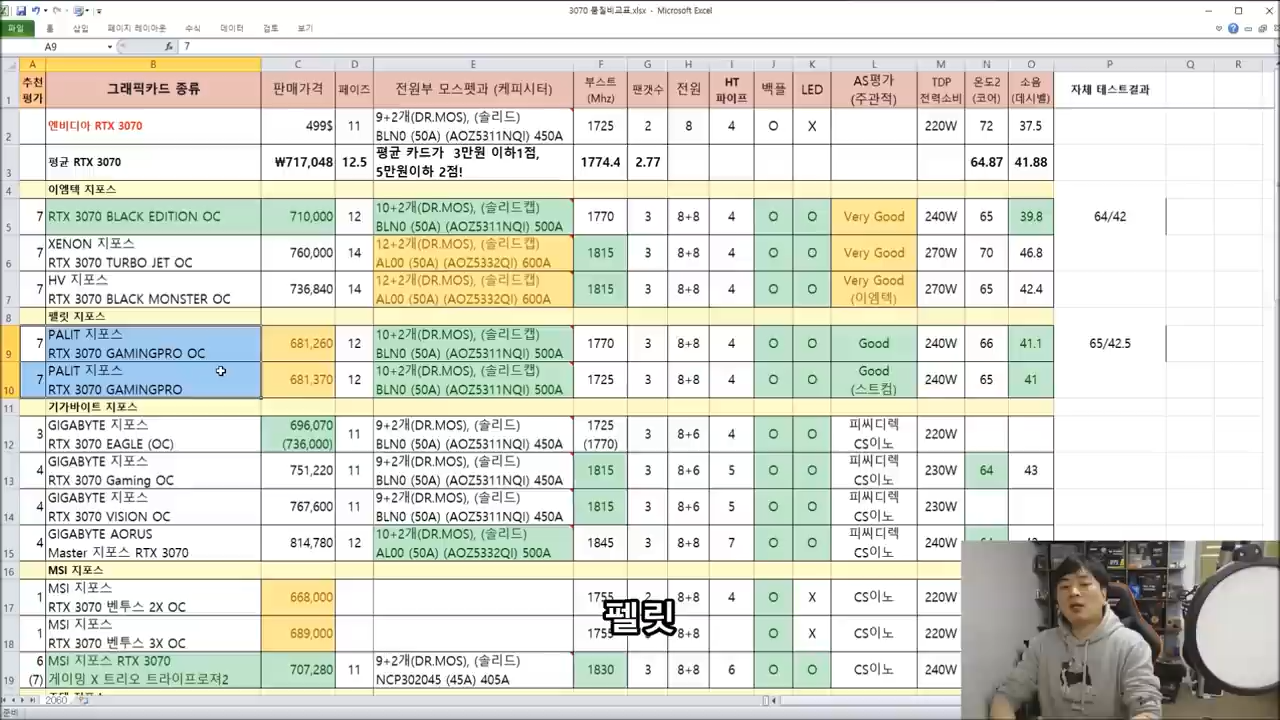 3070 품질비교표.xlsx - Microsoft Excel
파일 홈 삽입 페이지 레이아웃 수식 데이터 검토 보기
A9 fx 7
A B C D E F G H I J K L M N O P Q R
1 추천 평가 그래픽카드 종류 판매가격 페이즈 전원부 모스펫과 (케피시터) 부스트 (Mhz) 팬갯수 전원 HT 파이프 백플 LED AS평가 (주관적) TDP 전력소비 온도2 (코어) 소음 (데시벨) 자체 테스트결과
2 엔비디아 RTX 3070 499$ 11 9+2개(DR.MOS), (솔리드) BLN0 (50A) (AOZ5311NQI) 450A 1725 2 8 4 O X 220W 72 37.5
3 평균 RTX 3070 ₩717,048 12.5 평균 카드가 3만원 이하1점, 5만원이하 2점! 1774.4 2.77 64.87 41.88
4 이엠텍 지포스
5 7 RTX 3070 BLACK EDITION OC 710,000 12 10+2개(DR.MOS), (솔리드캡) BLN0 (50A) (AOZ5311NQI) 500A 1770 3 8+8 4 O O Very Good 240W 65 39.8 64/42
6 7 XENON 지포스 RTX 3070 TURBO JET OC 760,000 14 12+2개(DR.MOS), (솔리드캡) AL00 (50A) (AOZ5332QI) 600A 1815 3 8+8 4 O O Very Good 270W 70 46.8
7 7 HV 지포스 RTX 3070 BLACK MONSTER OC 736,840 14 12+2개(DR.MOS), (솔리드캡) AL00 (50A) (AOZ5332QI) 600A 1815 3 8+8 4 O O Very Good (이엠텍) 270W 65 42.4
8 펠릿 지포스
9 7 PALIT 지포스 RTX 3070 GAMINGPRO OC 681,260 12 10+2개(DR.MOS), (솔리드캡) BLN0 (50A) (AOZ5311NQI) 500A 1770 3 8+8 4 O O Good 240W 66 41.1 65/42.5
10 7 PALIT 지포스 RTX 3070 GAMINGPRO 681,370 12 10+2개(DR.MOS), (솔리드캡) BLN0 (50A) (AOZ5311NQI) 500A 1725 3 8+8 4 O O Good (스트컴) 240W 65 41
11 기가바이트 지포스
12 3 GIGABYTE 지포스 RTX 3070 EAGLE (OC) 696,070 (736,000) 11 9+2개(DR.MOS), (솔리드) BLN0 (50A) (AOZ5311NQI) 450A 1725 (1770) 3 8+6 4 O O 피씨디렉 CS이노 220W
13 4 GIGABYTE 지포스 RTX 3070 Gaming OC 751,220 11 9+2개(DR.MOS), (솔리드) BLN0 (50A) (AOZ5311NQI) 450A 1815 3 8+6 5 O O 피씨디렉 CS이노 230W 64 43
14 4 GIGABYTE 지포스 RTX 3070 VISION OC 767,600 11 9+2개(DR.MOS), (솔리드) BLN0 (50A) (AOZ5311NQI) 450A 1815 3 8+6 5 O O 피씨디렉 CS이노 230W
15 4 GIGABYTE AORUS Master 지포스 RTX 3070 814,780 12 10+2개(DR.MOS), (솔리드캡) AL00 (50A) (AOZ5332QI) 500A 1845 3 8+8 7 O O 피씨디렉 CS이노 240W
16 MSI 지포스
17 1 MSI 지포스 RTX 3070 벤투스 2X OC 668,000 1755 2 8+8 4 O X CS이노 220W
18 1 MSI 지포스 RTX 3070 벤투스 3X OC 689,000 1755 8+8 O X CS이노 220W
19 6 (7) MSI 지포스 RTX 3070 게이밍 X 트리오 트라이프로져2 707,280 11 9+2개(DR.MOS), (솔리드) NCP302045 (45A) 405A 1830 3 8+8 6 O O CS이노 240W
펠릿
2060
준비